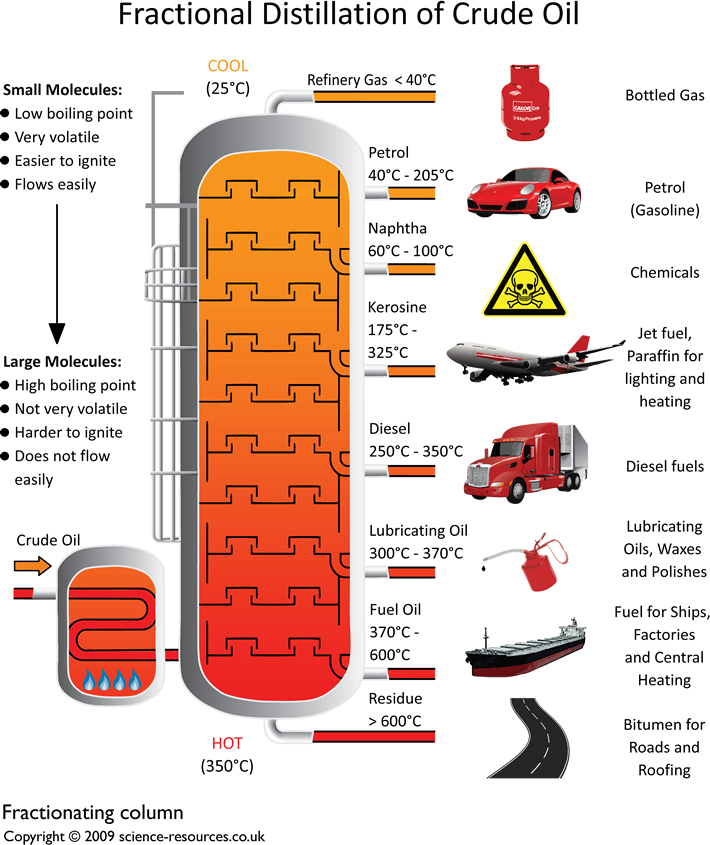 Fractional Distillation of Crude Oil
COOL
(25°C)
Refinery Gas < 40°C
Small Molecules:
Low boiling point
Very volatile
Easier to ignite
Flows easily
Large Molecules:
High boiling point
Not very volatile
Harder to ignite
Does not flow
easily
Crude Oil
Petrol
40°C - 205°C
Naphtha
60°C - 100°C
Kerosine
175°C -
325°C
Diesel
250°C - 350°C
Lubricating Oil
300°C - 370°C
Fuel Oil
370°C -
600°C
Residue
> 600°C
HOT
(350°C)
CALOR Gas
Bottled Gas
Petrol
(Gasoline)
Chemicals
Jet fuel,
Paraffin for
lighting and
heating
Diesel fuels
Lubricating
Oils, Waxes
and Polishes
Fuel for Ships,
Factories
and Central
Heating
Bitumen for
Roads and
Roofing
Fractionating column
Copyright © 2009 science-resources.co.uk